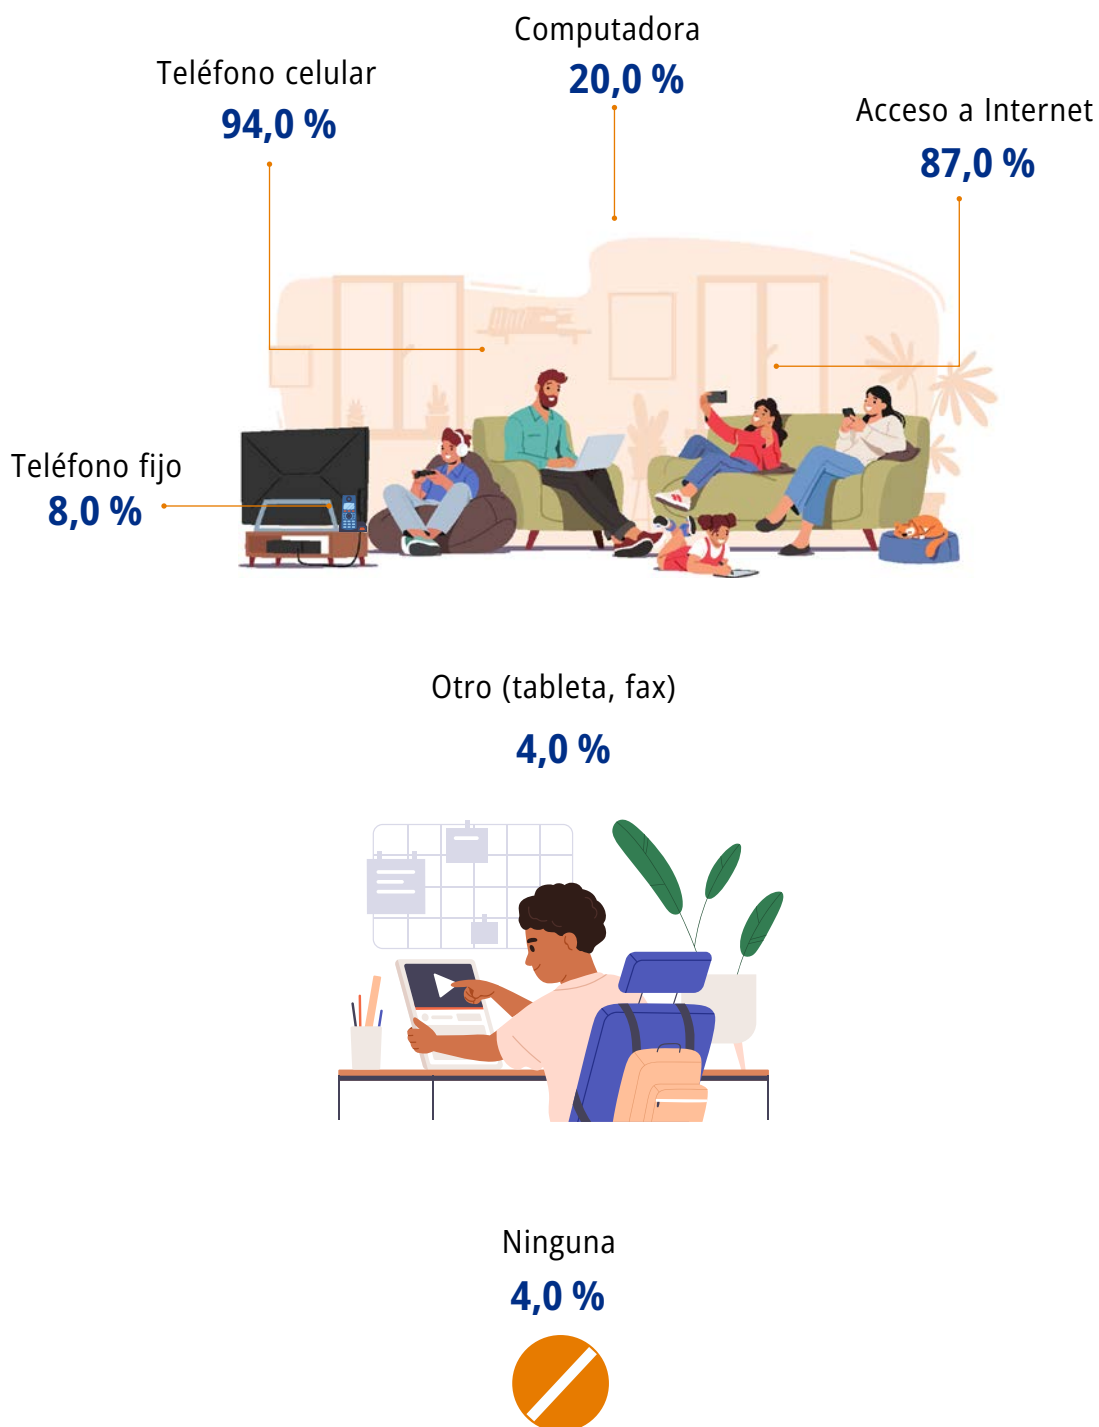 Computadora
20,0 %
Teléfono celular
94,0 %
Acceso a Internet
87,0 %
Teléfono fijo
8,0 %
Otro (tableta, fax)
4,0 %
Ninguna
4,0 %